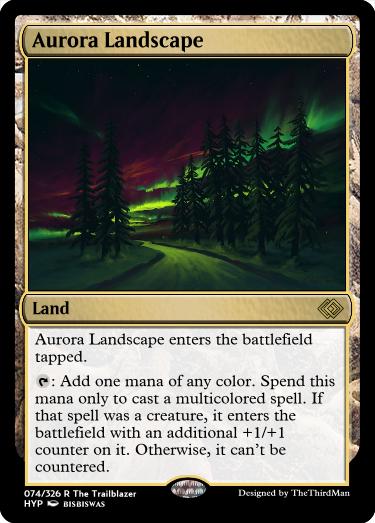 Aurora Landscape
Land
Aurora Landscape enters the battlefield
tapped.
: Add one mana of any color. Spend this
mana only to cast a multicolored spell. If
that spell was a creature, it enters the
battlefield with an additional +1/+1
counter on it. Otherwise, it can't be
countered.
074/326 R The Trailblazer
HYP BISBISWAS
Designed by TheThirdMan